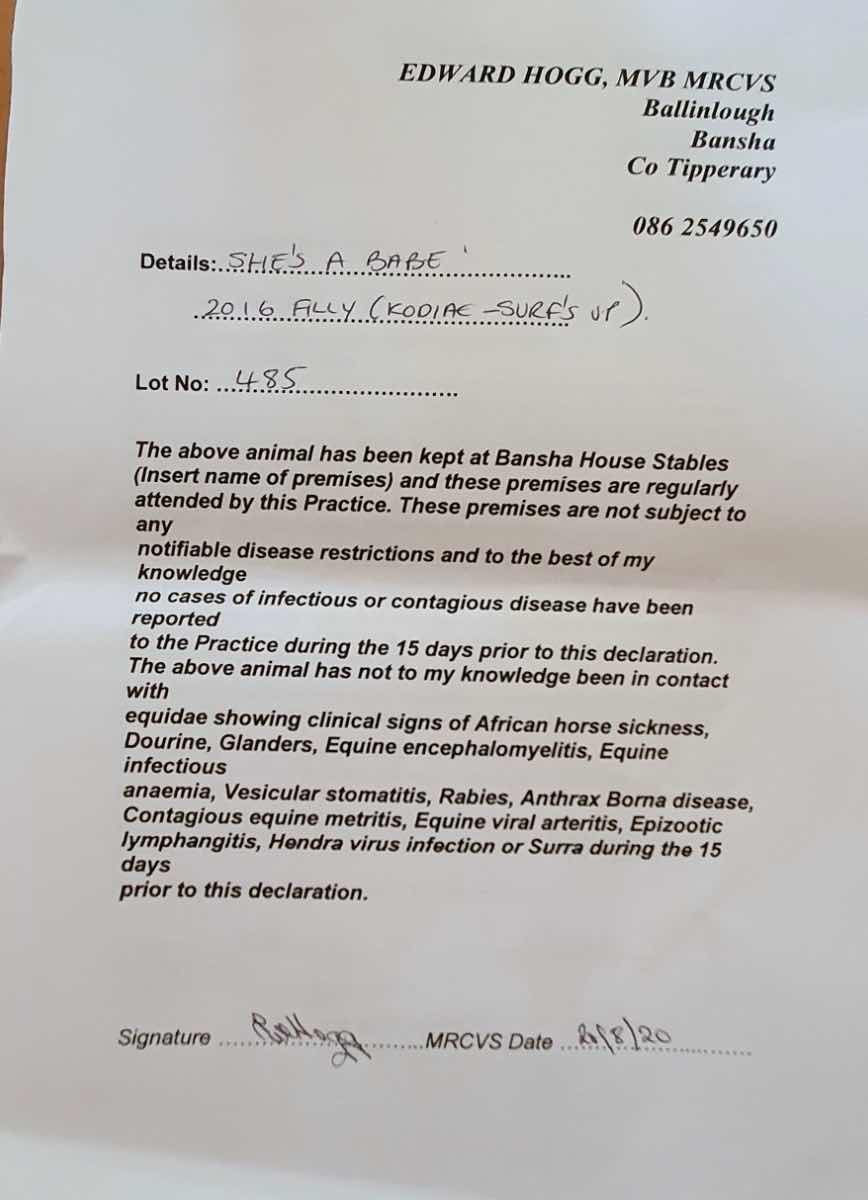 EDWARD HOGG, MVB MRCVS
Ballinlough
Bansha
Co Tipperary
086 2549650
Details:..SHE'S A BABE'..............
.2016 FILLY (KODIAC -SURF'S UP).
Lot No: ...485......................
The above animal has been kept at Bansha House Stables
(Insert name of premises) and these premises are regularly
attended by this Practice. These premises are not subject to
any
notifiable disease restrictions and to the best of my
knowledge
no cases of infectious or contagious disease have been
reported
to the Practice during the 15 days prior to this declaration.
The above animal has not to my knowledge been in contact
with
equidae showing clinical signs of African horse sickness,
Dourine, Glanders, Equine encephalomyelitis, Equine
infectious
anaemia, Vesicular stomatitis, Rabies, Anthrax Borna disease,
Contagious equine metritis, Equine viral arteritis, Epizootic
lymphangitis, Hendra virus infection or Surra during the 15
days
prior to this declaration.
Signature ............MRCVS Date ...../8/20............